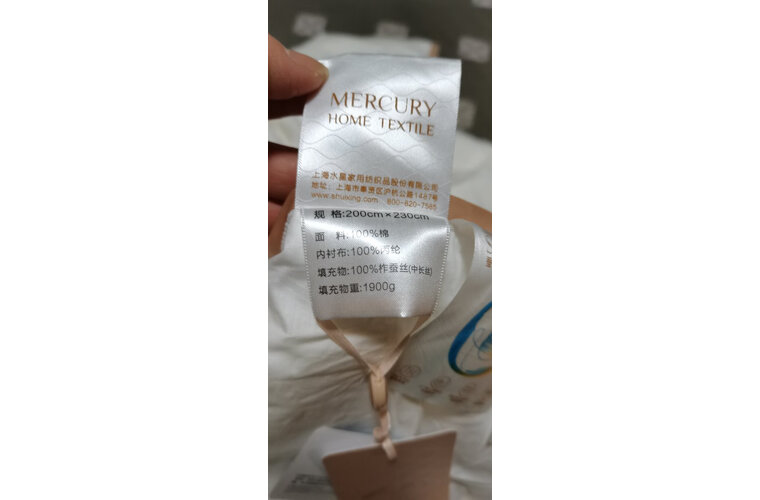 MERCURY
HOME TEXTILE
上海水星家用纺织品股份有限公司
地址：上海市奉贤区沪杭公路1487号
www.shuixing.com 800-820-7565
规 格:200cm×230cm
面 料:100%棉
内衬布:100%丙纶
填充物:100%柞蚕丝(中长丝)
填充物重:1900g